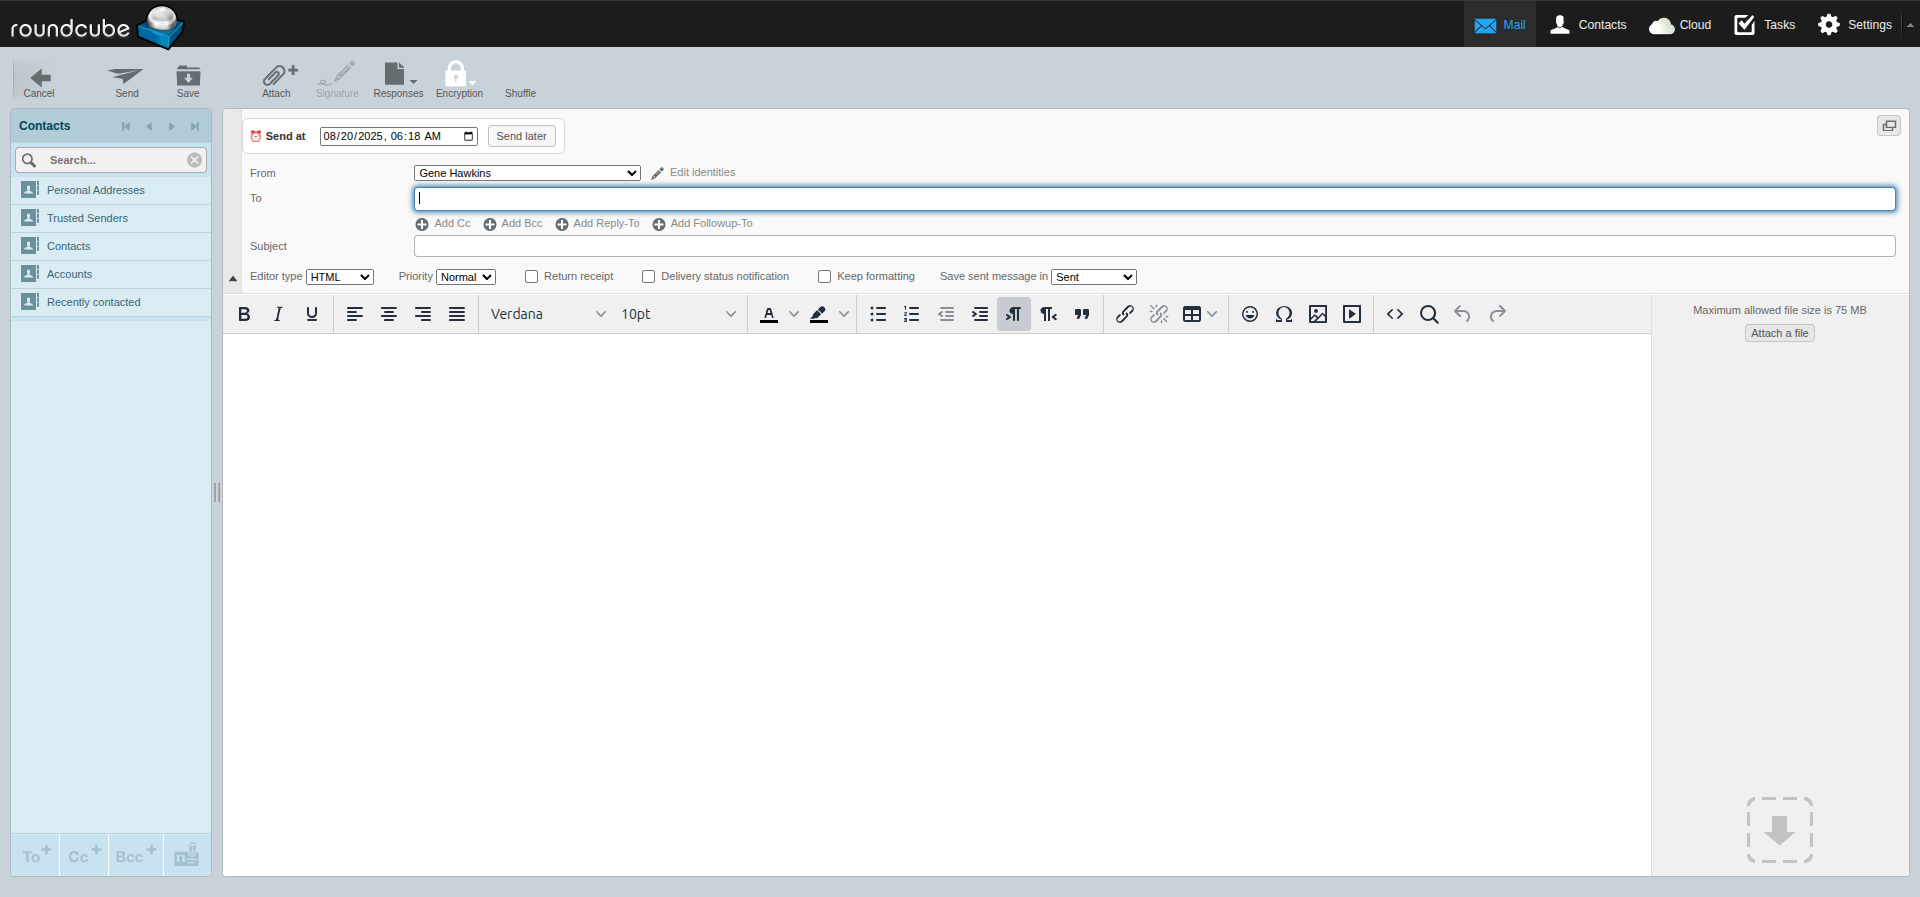 roundcube
Mail
Contacts
Cloud
Tasks
Settings
Cancel
Send
Save
Attach
Signature
Responses
Encryption
Shuffle
Contacts
Search...
Personal Addresses
Trusted Senders
Contacts
Accounts
Recently contacted
To
Cc
Bcc
Send at 08/20/2025, 06:18 AM Send later
From Gene Hawkins Edit identities
To
Add Cc Add Bcc Add Reply-To Add Followup-To
Subject
Editor type HTML Priority Normal Return receipt Delivery status notification Keep formatting Save sent message in Sent
B I U Verdana 10pt A Ω
Maximum allowed file size is 75 MB
Attach a file